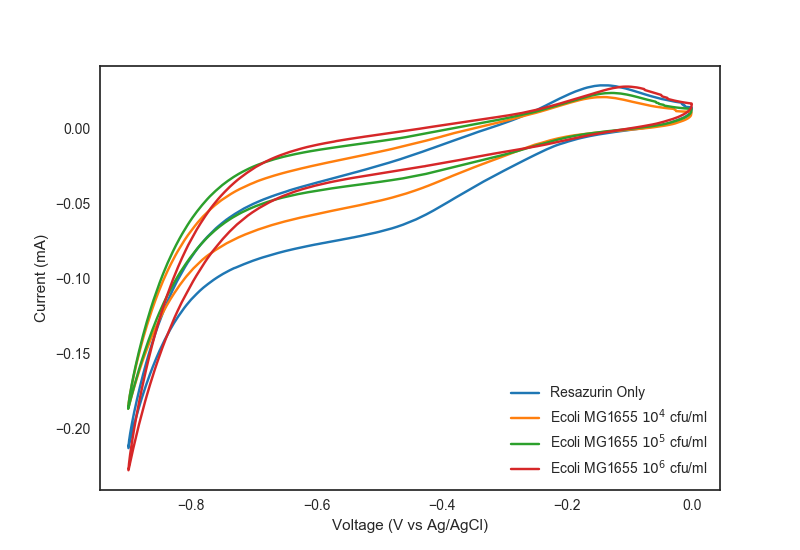 0.00
−0.05
−0.10
−0.15
−0.20
Current (mA)
Resazurin Only
Ecoli MG1655 10⁴ cfu/ml
Ecoli MG1655 10⁵ cfu/ml
Ecoli MG1655 10⁶ cfu/ml
−0.8 −0.6 −0.4 −0.2 0.0
Voltage (V vs Ag/AgCl)